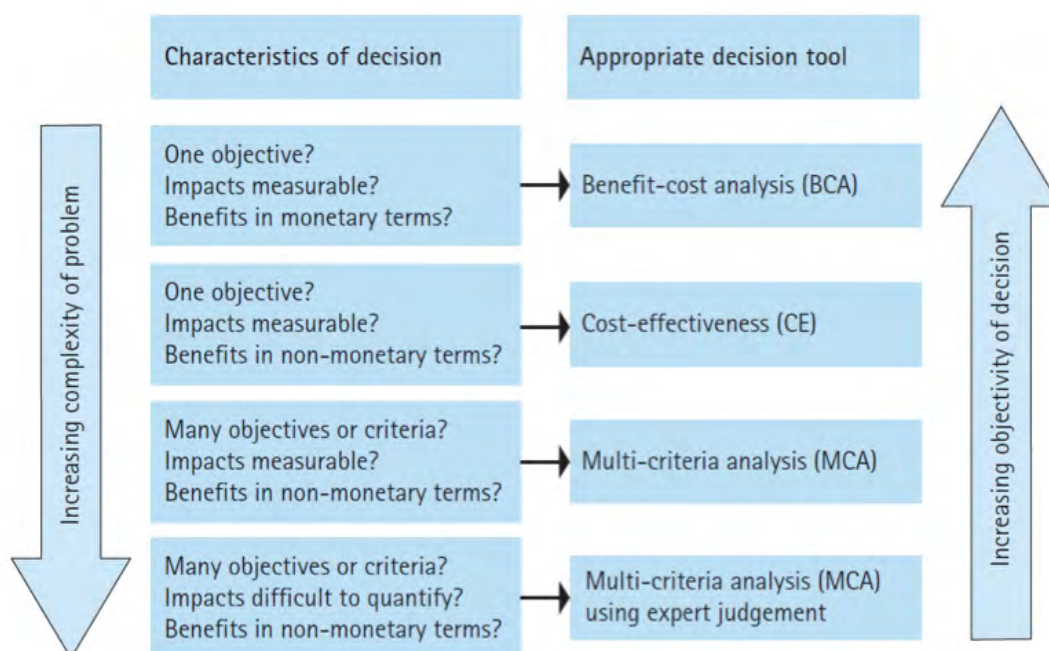 Characteristics of decision
Appropriate decision tool
Increasing complexity of problem
One objective?
Impacts measurable?
Benefits in monetary terms?
Benefit-cost analysis (BCA)
One objective?
Impacts measurable?
Benefits in non-monetary terms?
Cost-effectiveness (CE)
Many objectives or criteria?
Impacts measurable?
Benefits in non-monetary terms?
Multi-criteria analysis (MCA)
Many objectives or criteria?
Impacts difficult to quantify?
Benefits in non-monetary terms?
Multi-criteria analysis (MCA)
using expert judgement
Increasing objectivity of decision